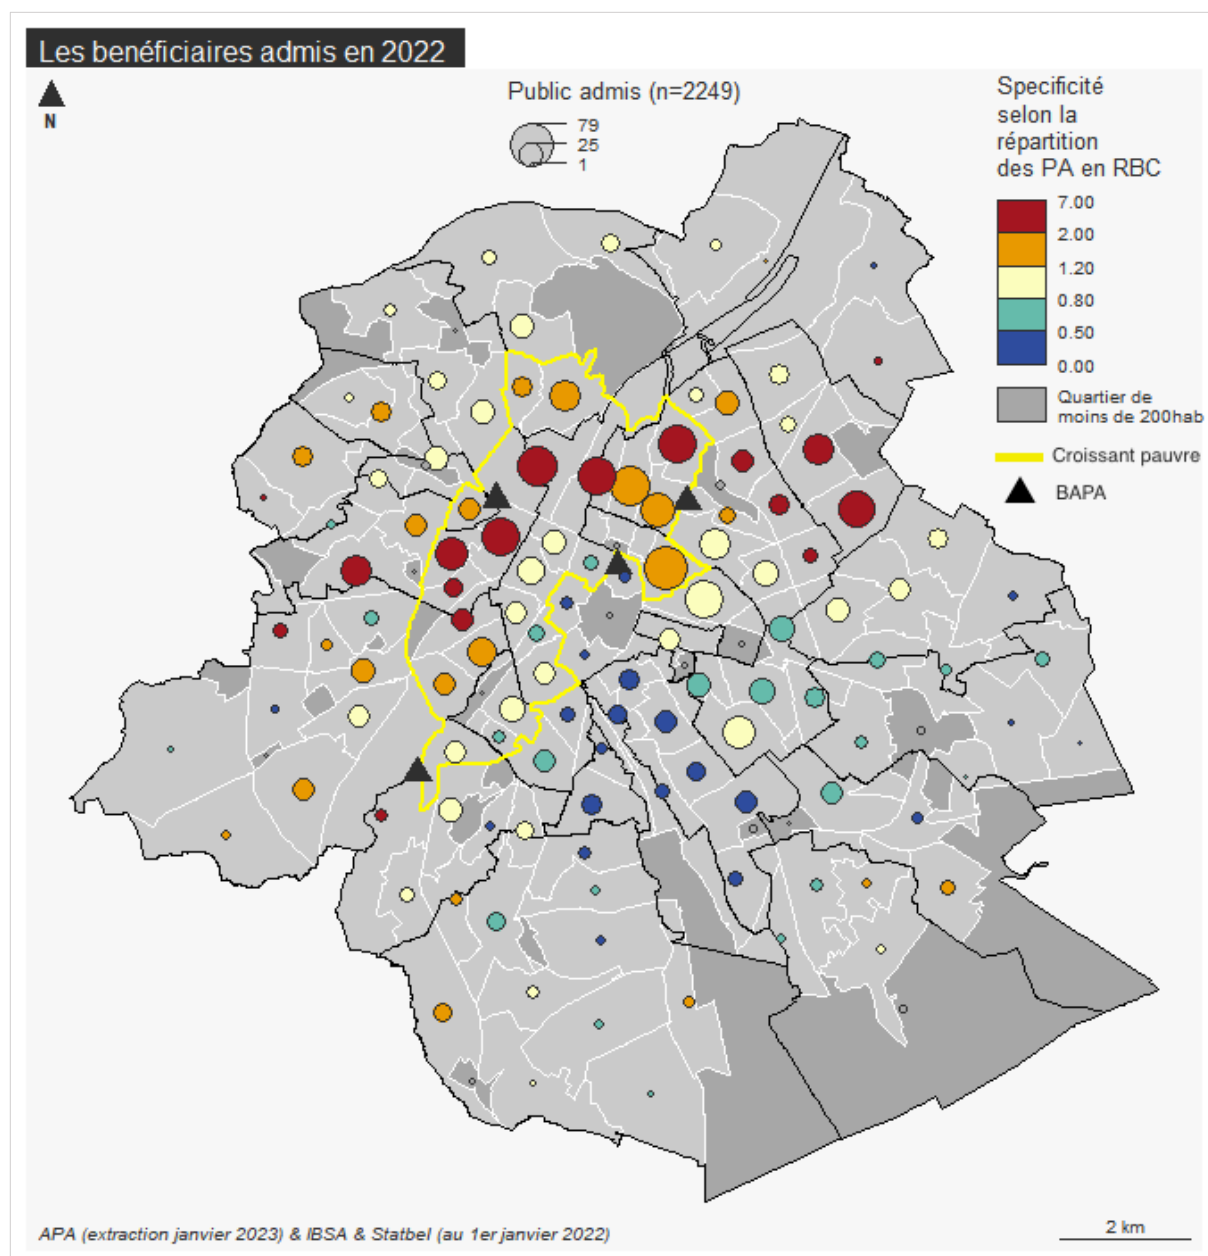 Les benéficiaires admis en 2022
N
Public admis (n=2249)
79
25
1
Specificité
selon la
répartition
des PA en RBC
7.00
2.00
1.20
0.80
0.50
0.00
Quartier de
moins de 200hab
Croissant pauvre
BAPA
APA (extraction janvier 2023) & IBSA & Statbel (au 1er janvier 2022)
2 km